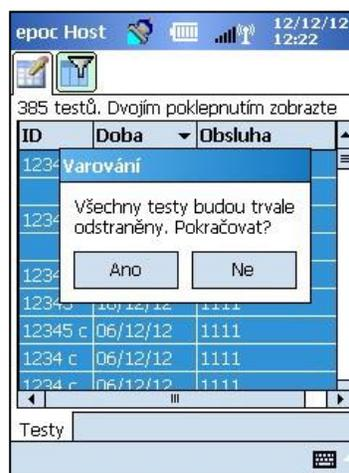 epoc Host 12/12/12
12:22
385 testů. Dvojím poklepnutím zobrazte
ID Doba Obsluha
1234
Varování
Všechny testy budou trvale
odstraněny. Pokračovat?
1234
Ano Ne
1234
12345 1111
12345 c 06/12/12 1111
1234 c 06/12/12 1111
1234 c 06/12/12 1111
Testy